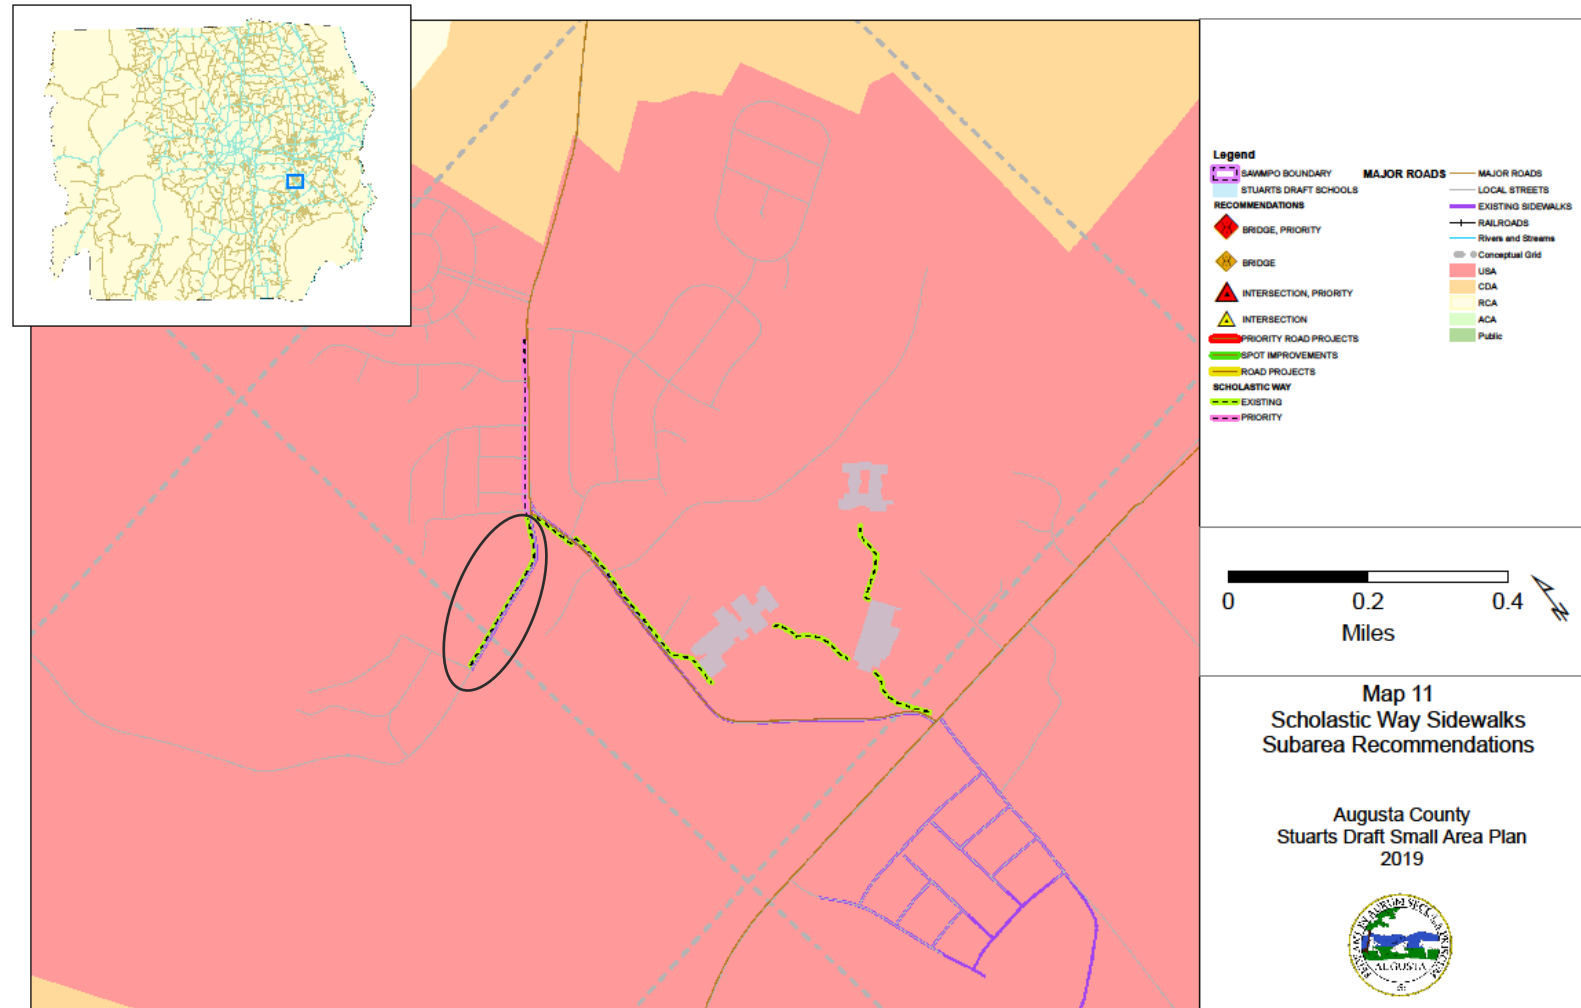 Legend
SAWMPO BOUNDARY
STUARTS DRAFT SCHOOLS
RECOMMENDATIONS
BRIDGE, PRIORITY
BRIDGE
INTERSECTION, PRIORITY
INTERSECTION
PRIORITY ROAD PROJECTS
SPOT IMPROVEMENTS
ROAD PROJECTS
SCHOLASTIC WAY
EXISTING
PRIORITY
MAJOR ROADS
MAJOR ROADS
LOCAL STREETS
EXISTING SIDEWALKS
RAILROADS
Rivers and Streams
Conceptual Grid
USA
CDA
RCA
ACA
Public
0 0.2 0.4
Miles
N
Map 11
Scholastic Way Sidewalks
Subarea Recommendations
Augusta County
Stuarts Draft Small Area Plan
2019
AUGUSTA